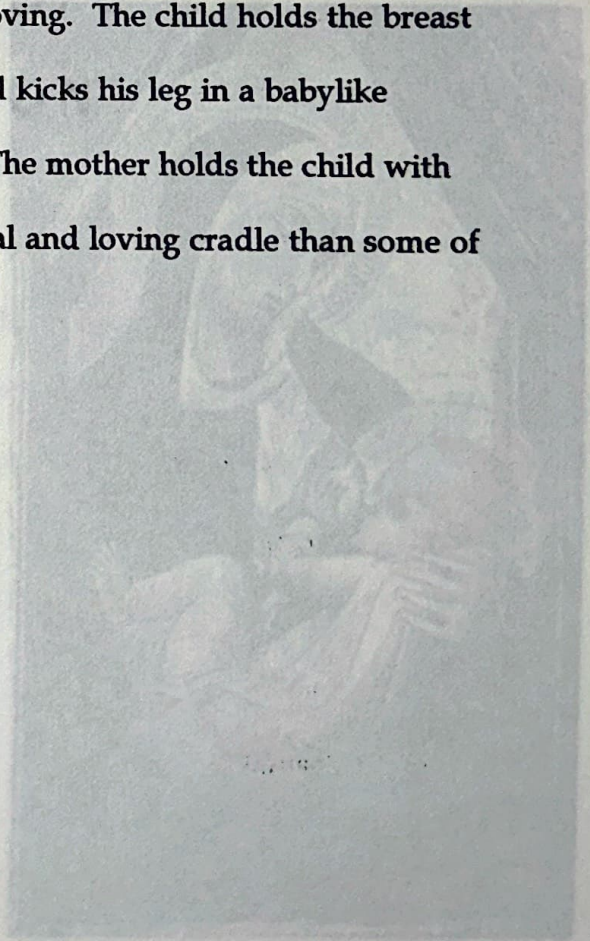 ving. The child holds the breast
kicks his leg in a babylike
he mother holds the child with
and loving cradle than some of